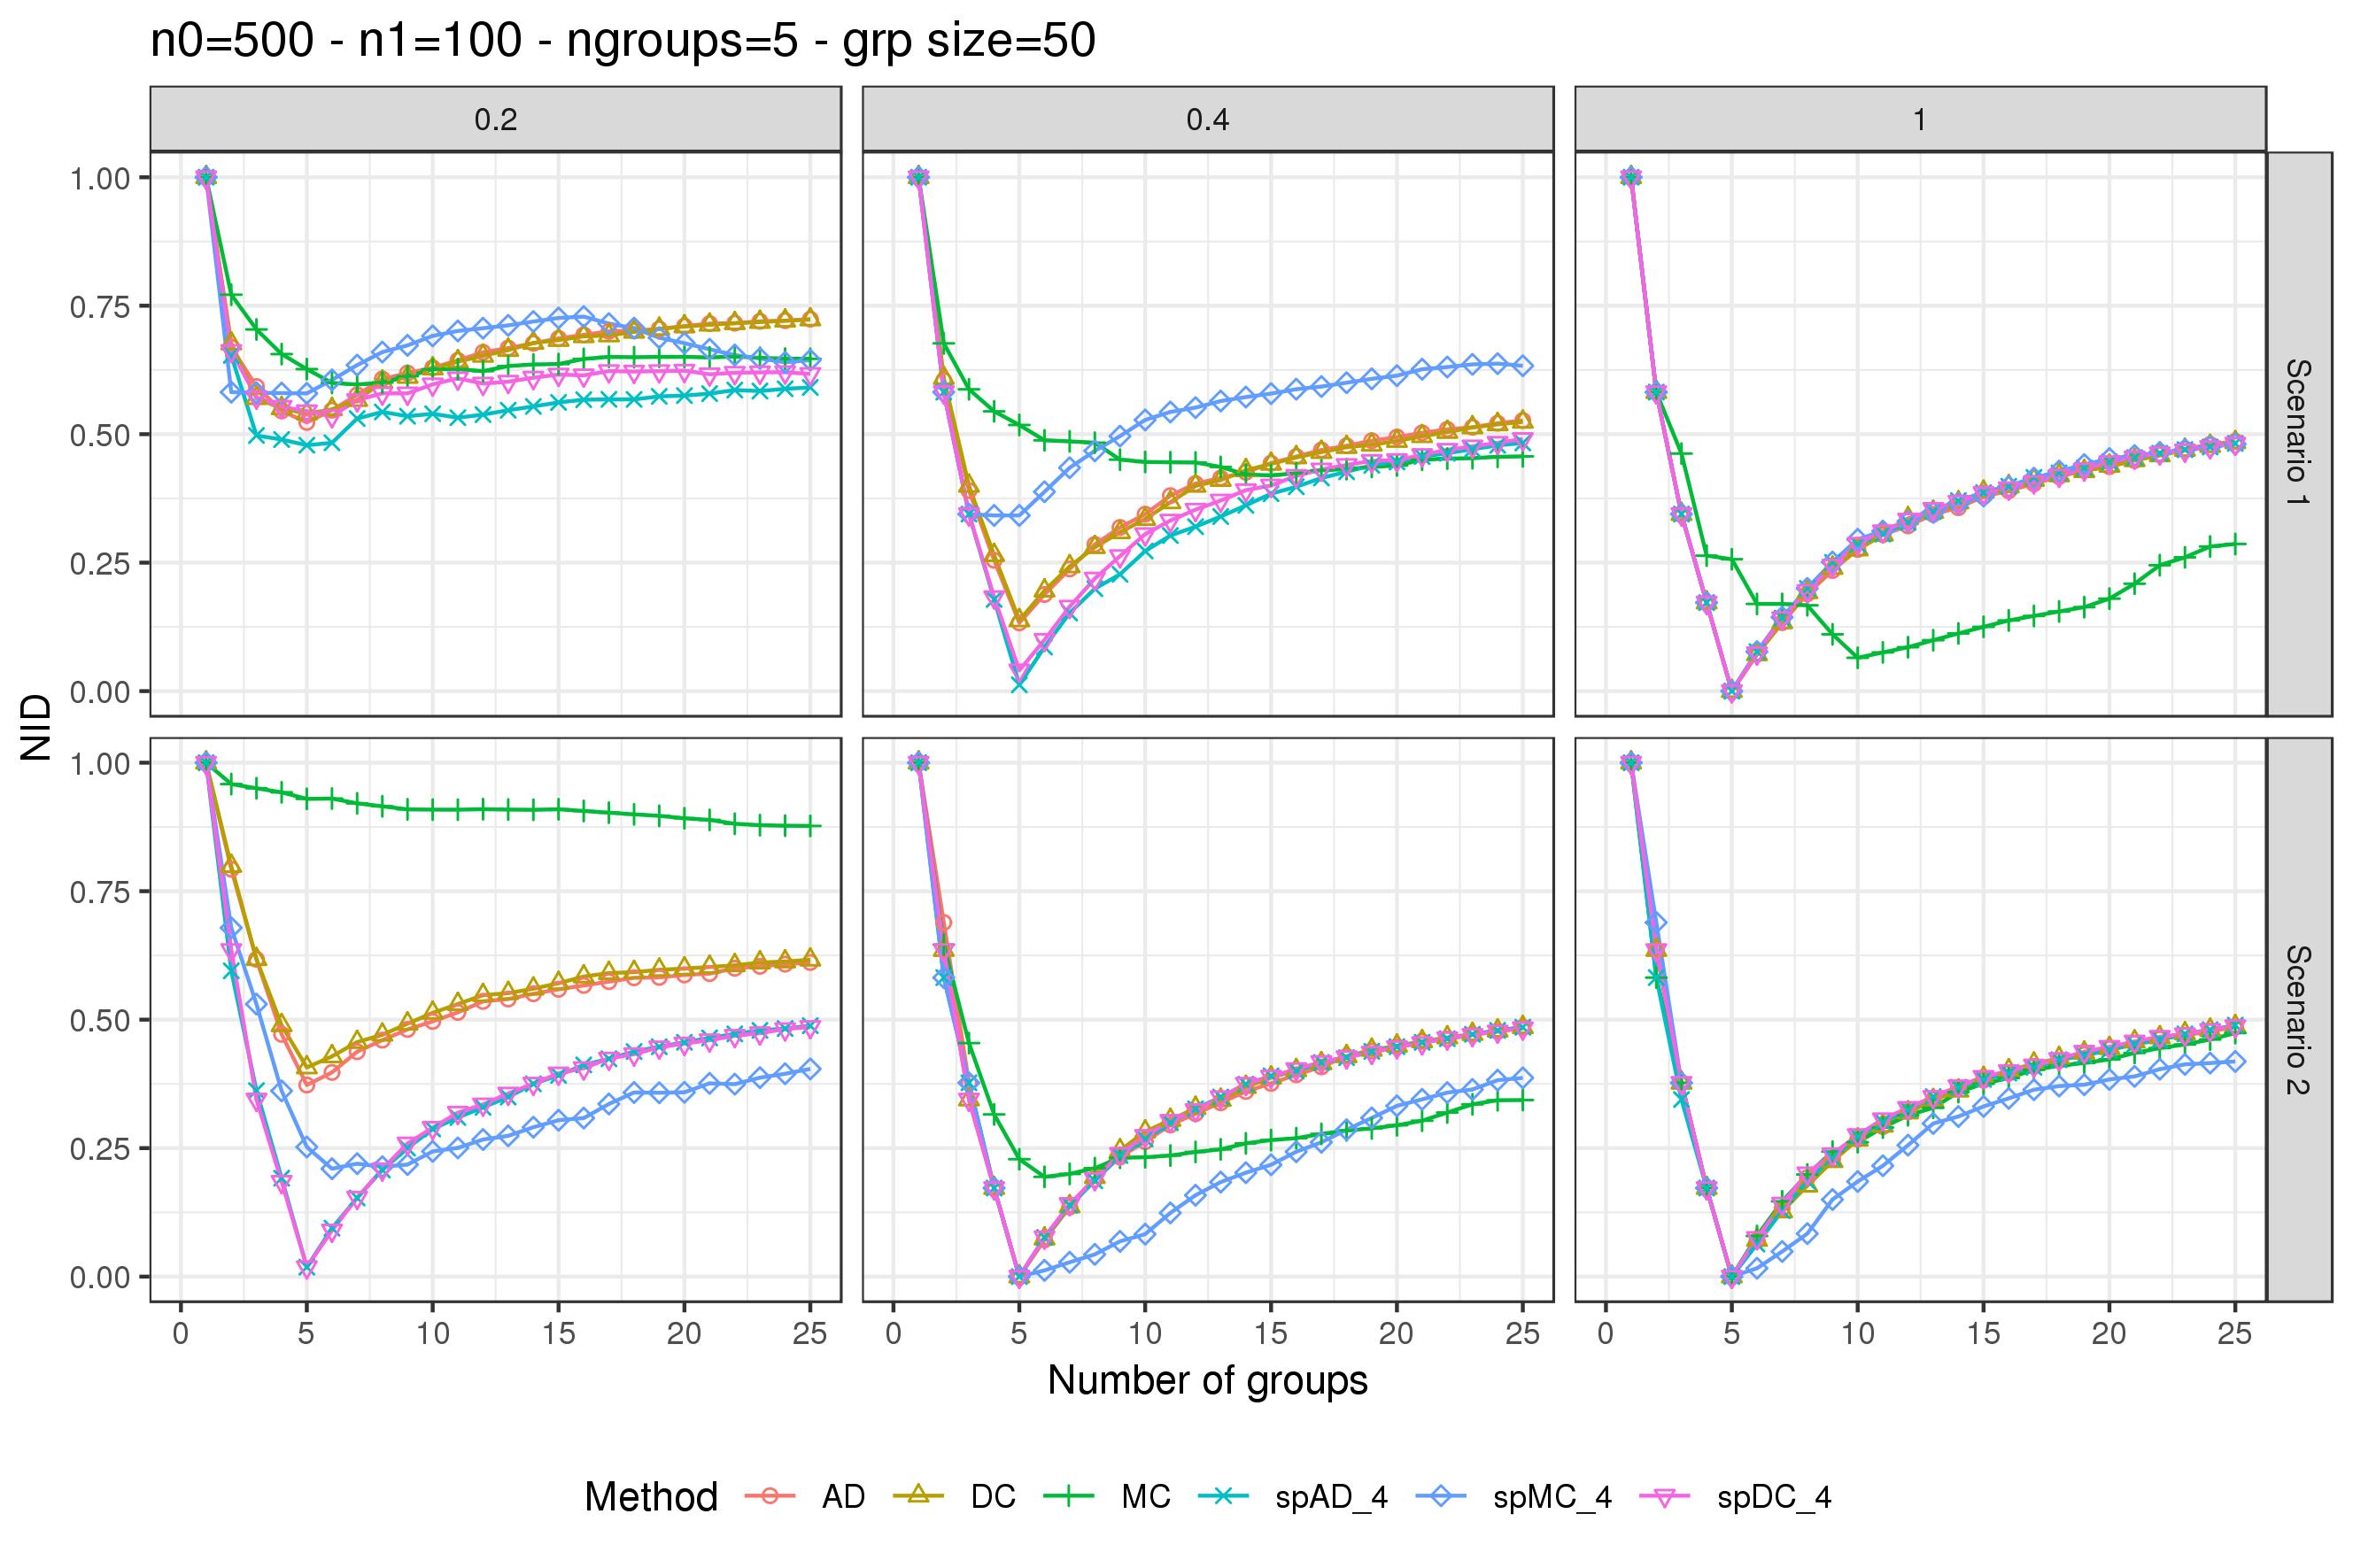 n0=500 - n1=100 - ngroups=5 - grp size=50
0.2 0.4 1
1.00
0.75
0.50
0.25
0.00
Scenario 1
NID
1.00
0.75
0.50
0.25
0.00
Scenario 2
0 5 10 15 20 25 0 5 10 15 20 25 0 5 10 15 20 25
Number of groups
Method AD DC MC spAD_4 spMC_4 spDC_4